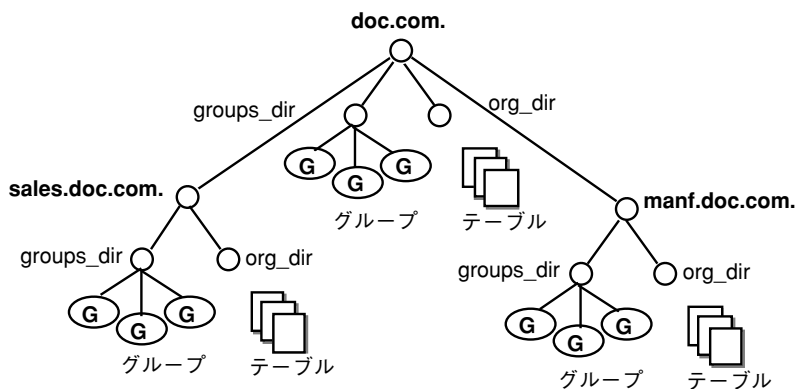 doc.com.
groups_dir
org_dir
G
G
G
グループ
テーブル
sales.doc.com.
manf.doc.com.
groups_dir
org_dir
G
G
G
グループ
テーブル
groups_dir
org_dir
G
G
G
グループ
テーブル